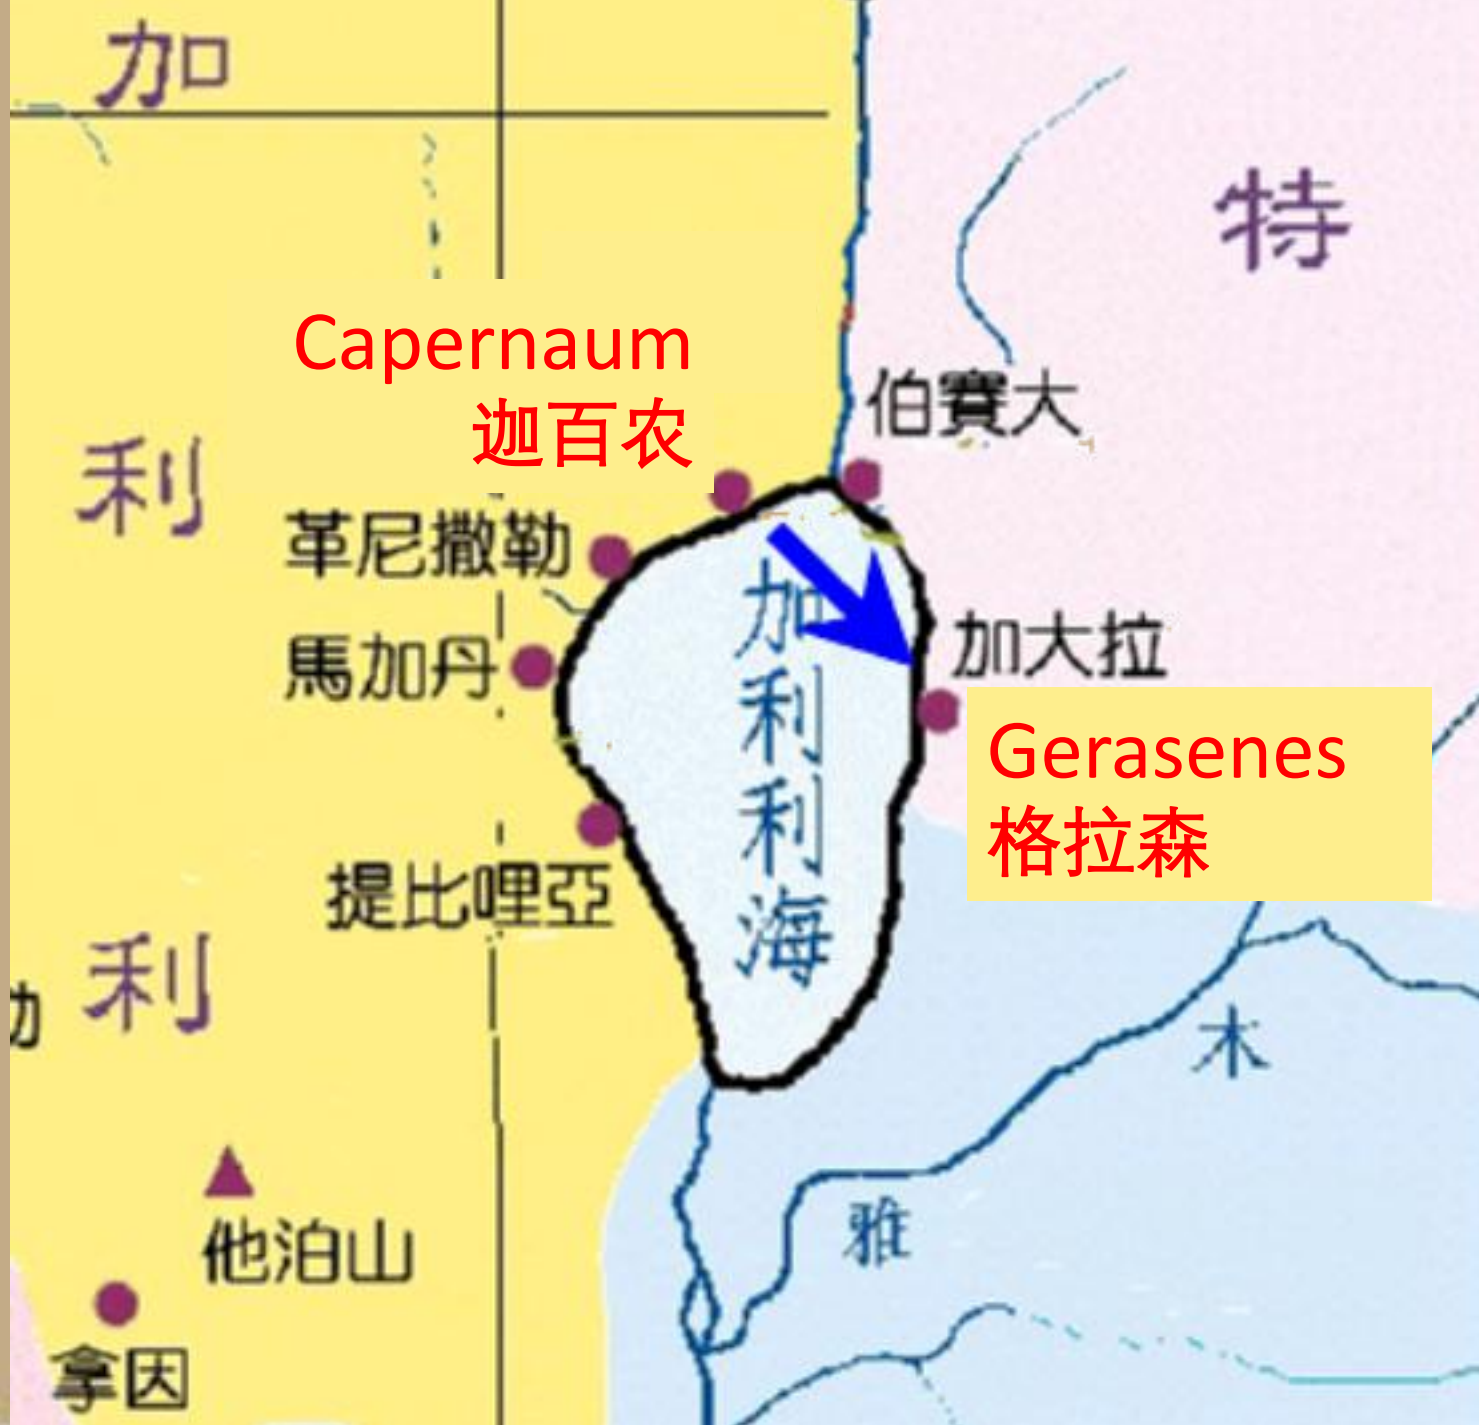 加
特
Capernaum
迦百农
伯賽大
利
革尼撒勒
馬加丹
加利利海
加大拉
Gerasenes
格拉森
提比哩亞
利
勒
木
雅
他泊山
拿因